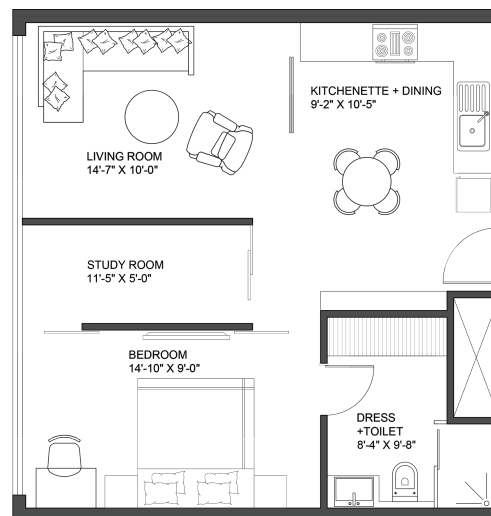 KITCHENETTE + DINING
9'-2" X 10'-5"
LIVING ROOM
14'-7" X 10'-0"
STUDY ROOM
11'-5" X 5'-0"
BEDROOM
14'-10" X 9'-0"
DRESS
+TOILET
8'-4" X 9'-8"